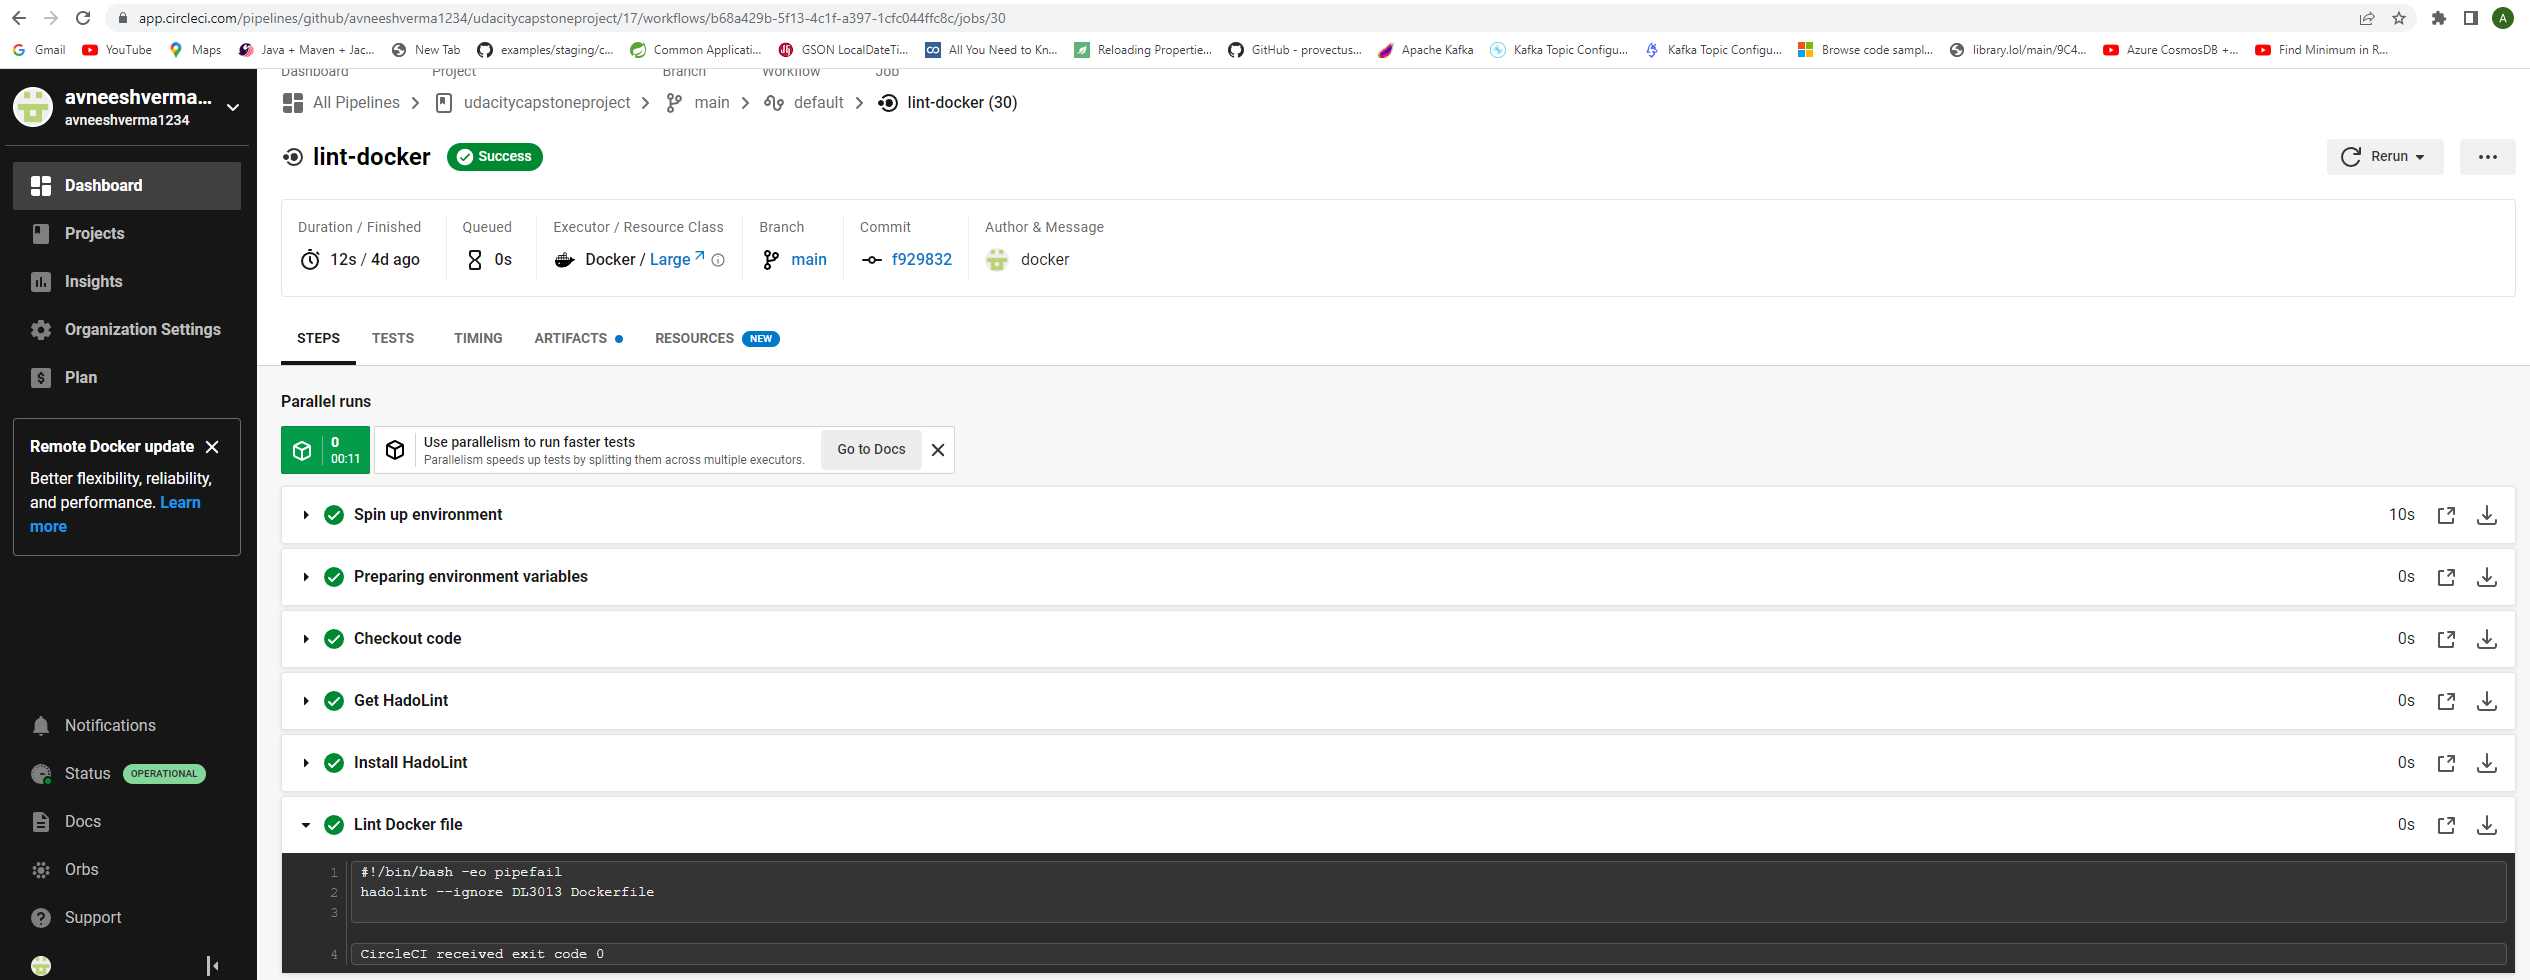 app.circleci.com/pipelines/github/avneeshverma1234/udacitycapstoneproject/17/workflows/b68a429b-5f13-4c1f-a397-1cfc044ffc8c/jobs/30
A
Gmail YouTube Maps Java + Maven + Jac... New Tab examples/staging/c... Common Applicati... GSON LocalDateTi... All You Need to Kn... Reloading Propertie... GitHub - provectus... Apache Kafka Kafka Topic Configu... Kafka Topic Configu... Browse code sampl... library.lol/main/9C4... Azure CosmosDB +... Find Minimum in R...
Dashboard Project Branch Workflow Job
avneeshverma...
avneeshverma1234
All Pipelines udacitycapstoneproject main default lint-docker (30)
lint-docker Success
Rerun
Dashboard
Projects
Insights
Organization Settings
Plan
Duration / Finished Queued Executor / Resource Class Branch Commit Author & Message
12s / 4d ago 0s Docker / Large main f929832 docker
STEPS TESTS TIMING ARTIFACTS RESOURCES NEW
Remote Docker update
Better flexibility, reliability,
and performance. Learn
more
Parallel runs
0
00:11
Use parallelism to run faster tests
Parallelism speeds up tests by splitting them across multiple executors.
Go to Docs
Spin up environment 10s
Preparing environment variables 0s
Checkout code 0s
Get HadoLint 0s
Install HadoLint 0s
Lint Docker file 0s
1 #!/bin/bash -eo pipefail
2 hadolint --ignore DL3013 Dockerfile
3
4 CircleCI received exit code 0
Notifications
Status OPERATIONAL
Docs
Orbs
Support